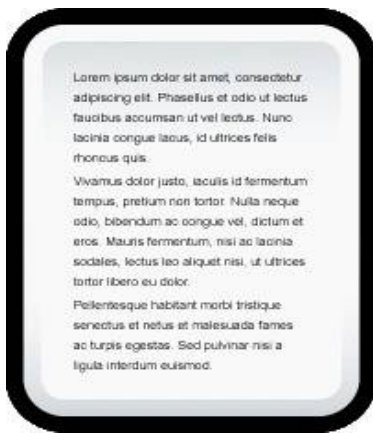 Lorem ipsum dolor sit amet, consectetur
adipiscing elit. Phasellus et odio ut lectus
faucibus accumsan ut vel lectus. Nunc
lacinia congue lacus, id ultrices felis
rhoncus quis.
Vivamus dolor justo, iaculis id fermentum
tempus, pretium non tortor. Nulla neque
odio, bibendum ac congue vel, dictum et
eros. Mauris fermentum, nisi ac lacinia
sodales, lectus leo aliquet nisi, ut ultrices
tortor libero eu dolor.
Pellentesque habitant morbi tristique
senectus et netus et malesuada fames
ac turpis egestas. Sed pulvinar nisi a
ligula interdum euismod.